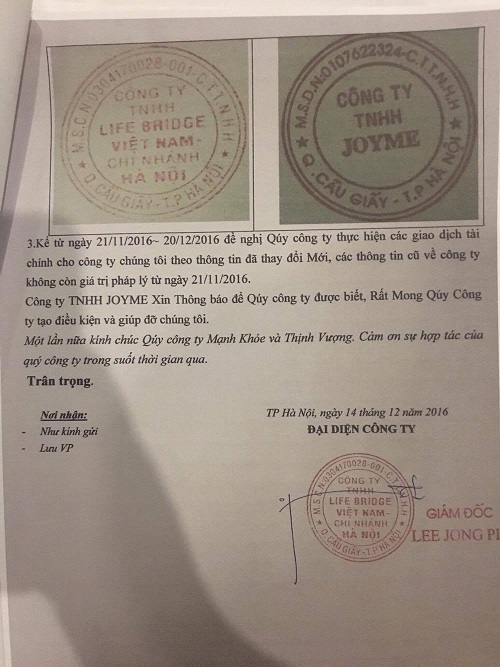 M.S.C.N:0304170028-001-C.T.T.N.H.H
CÔNG TY
TNHH
LIFE BRIDGE
VIỆT NAM-
CHI NHÁNH
HÀ NỘI
Q.CẦU GIẤY-T.P HÀ NỘI
M.S.D.N:0107622324-C.T.T.N.H.H
CÔNG TY
TNHH
JOYME
Q.CẦU GIẤY - T.P HÀ NỘI
3.Kể từ ngày 21/11/2016~ 20/12/2016 đề nghị Qúy công ty thực hiện các giao dịch tài
chính cho công ty chúng tôi theo thông tin đã thay đổi Mới, các thông tin cũ về công ty
không còn giá trị pháp lý từ ngày 21/11/2016.
Công ty TNHH JOYME Xin Thông báo để Qúy công ty được biết, Rất Mong Qúy Công
ty tạo điều kiện và giúp đỡ chúng tôi.
Một lần nữa kính chúc Qúy công ty Mạnh Khỏe và Thịnh Vượng. Cảm ơn sự hợp tác của
quý công ty trong suốt thời gian qua.
Trân trọng.
Nơi nhận:
- Như kính gửi
- Lưu VP
TP Hà Nội, ngày 14 tháng 12 năm 2016
ĐẠI DIỆN CÔNG TY
M.S.C.N:0304170028-001-C.T.T.N.H.H
CÔNG TY
TNHH
LIFE BRIDGE
VIỆT NAM-
CHI NHÁNH
HÀ NỘI
Q.CẦU GIẤY-T.P HÀ NỘI
GIÁM ĐỐC
LEE JONG